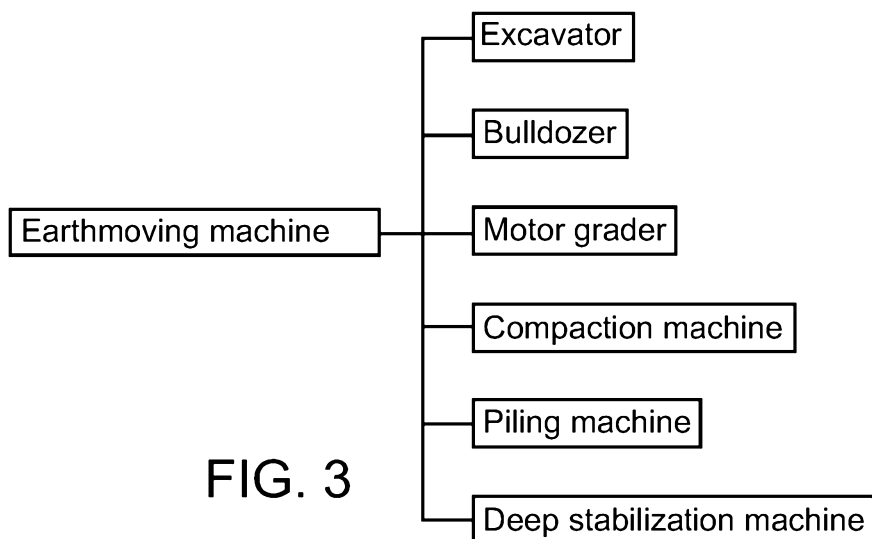 Excavator
Bulldozer
Earthmoving machine
Motor grader
Compaction machine
Piling machine
FIG. 3
Deep stabilization machine